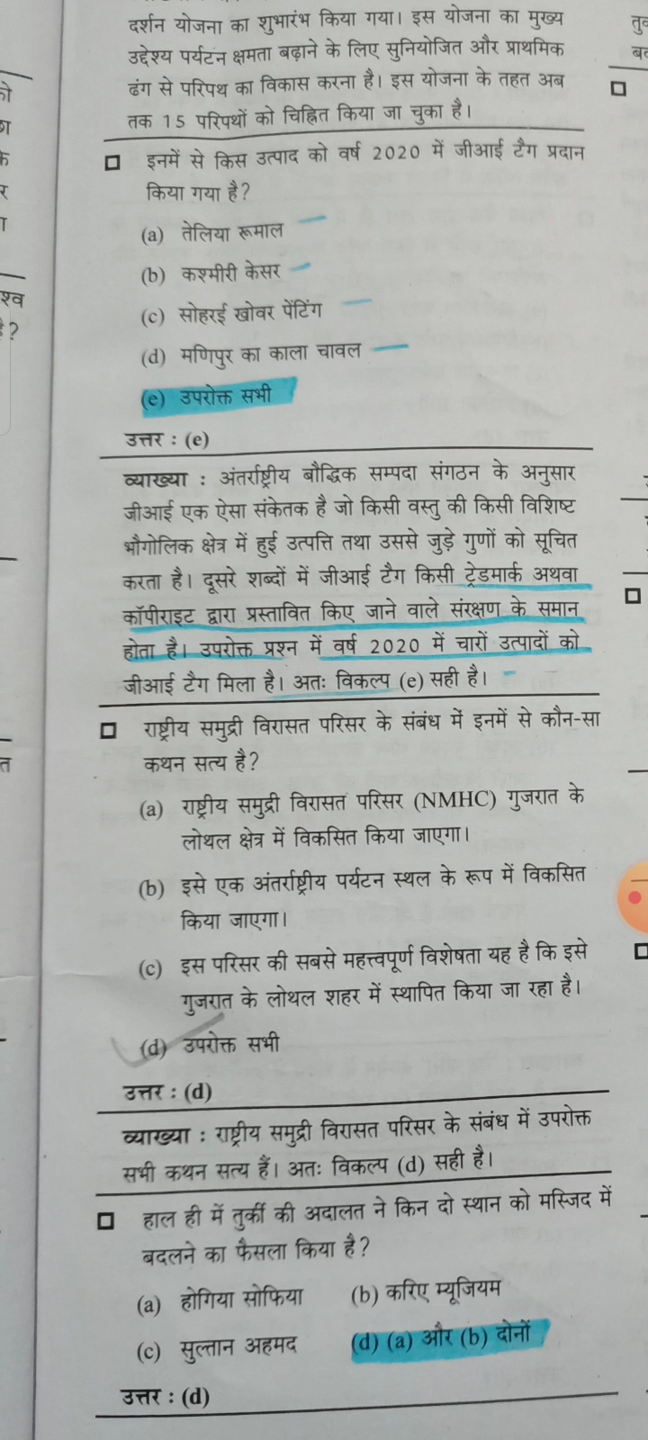 दर्शन योजना का शुभारंभ किया गया। इस योजना का मुख्य
उद्देश्य पर्यटन क्षमता बढ़ाने के लिए सुनियोजित और प्राथमिक
ढंग से परिपथ का विकास करना है। इस योजना के तहत अब
तक 15 परिपथों को चिह्नित किया जा चुका है।
इनमें से किस उत्पाद को वर्ष 2020 में जीआई टैग प्रदान
किया गया है?
(a) तेलिया रूमाल
(b) कश्मीरी केसर
(c) सोहरई खोवर पेंटिंग
(d) मणिपुर का काला चावल
(e) उपरोक्त सभी
उत्तर : (e)
व्याख्या : अंतर्राष्ट्रीय बौद्धिक सम्पदा संगठन के अनुसार
जीआई एक ऐसा संकेतक है जो किसी वस्तु की किसी विशिष्ट
भौगोलिक क्षेत्र में हुई उत्पत्ति तथा उससे जुड़े गुणों को सूचित
करता है। दूसरे शब्दों में जीआई टैग किसी ट्रेडमार्क अथवा
कॉपीराइट द्वारा प्रस्तावित किए जाने वाले संरक्षण के समान
होता है। उपरोक्त प्रश्न में वर्ष 2020 में चारों उत्पादों को
जीआई टैग मिला है। अतः विकल्प (e) सही है।
राष्ट्रीय समुद्री विरासत परिसर के संबंध में इनमें से कौन-सा
कथन सत्य है?
(a) राष्ट्रीय समुद्री विरासत परिसर (NMHC) गुजरात के
लोथल क्षेत्र में विकसित किया जाएगा।
(b) इसे एक अंतर्राष्ट्रीय पर्यटन स्थल के रूप में विकसित
किया जाएगा।
(c) इस परिसर की सबसे महत्त्वपूर्ण विशेषता यह है कि इसे
गुजरात के लोथल शहर में स्थापित किया जा रहा है।
(d) उपरोक्त सभी
उत्तर : (d)
व्याख्या : राष्ट्रीय समुद्री विरासत परिसर के संबंध में उपरोक्त
सभी कथन सत्य हैं। अतः विकल्प (d) सही है।
हाल ही में तुर्की की अदालत ने किन दो स्थान को मस्जिद में
बदलने का फैसला किया है?
(a) होगिया सोफिया (b) करिए म्यूजियम
(c) सुल्तान अहमद (d) (a) और (b) दोनों
उत्तर : (d)